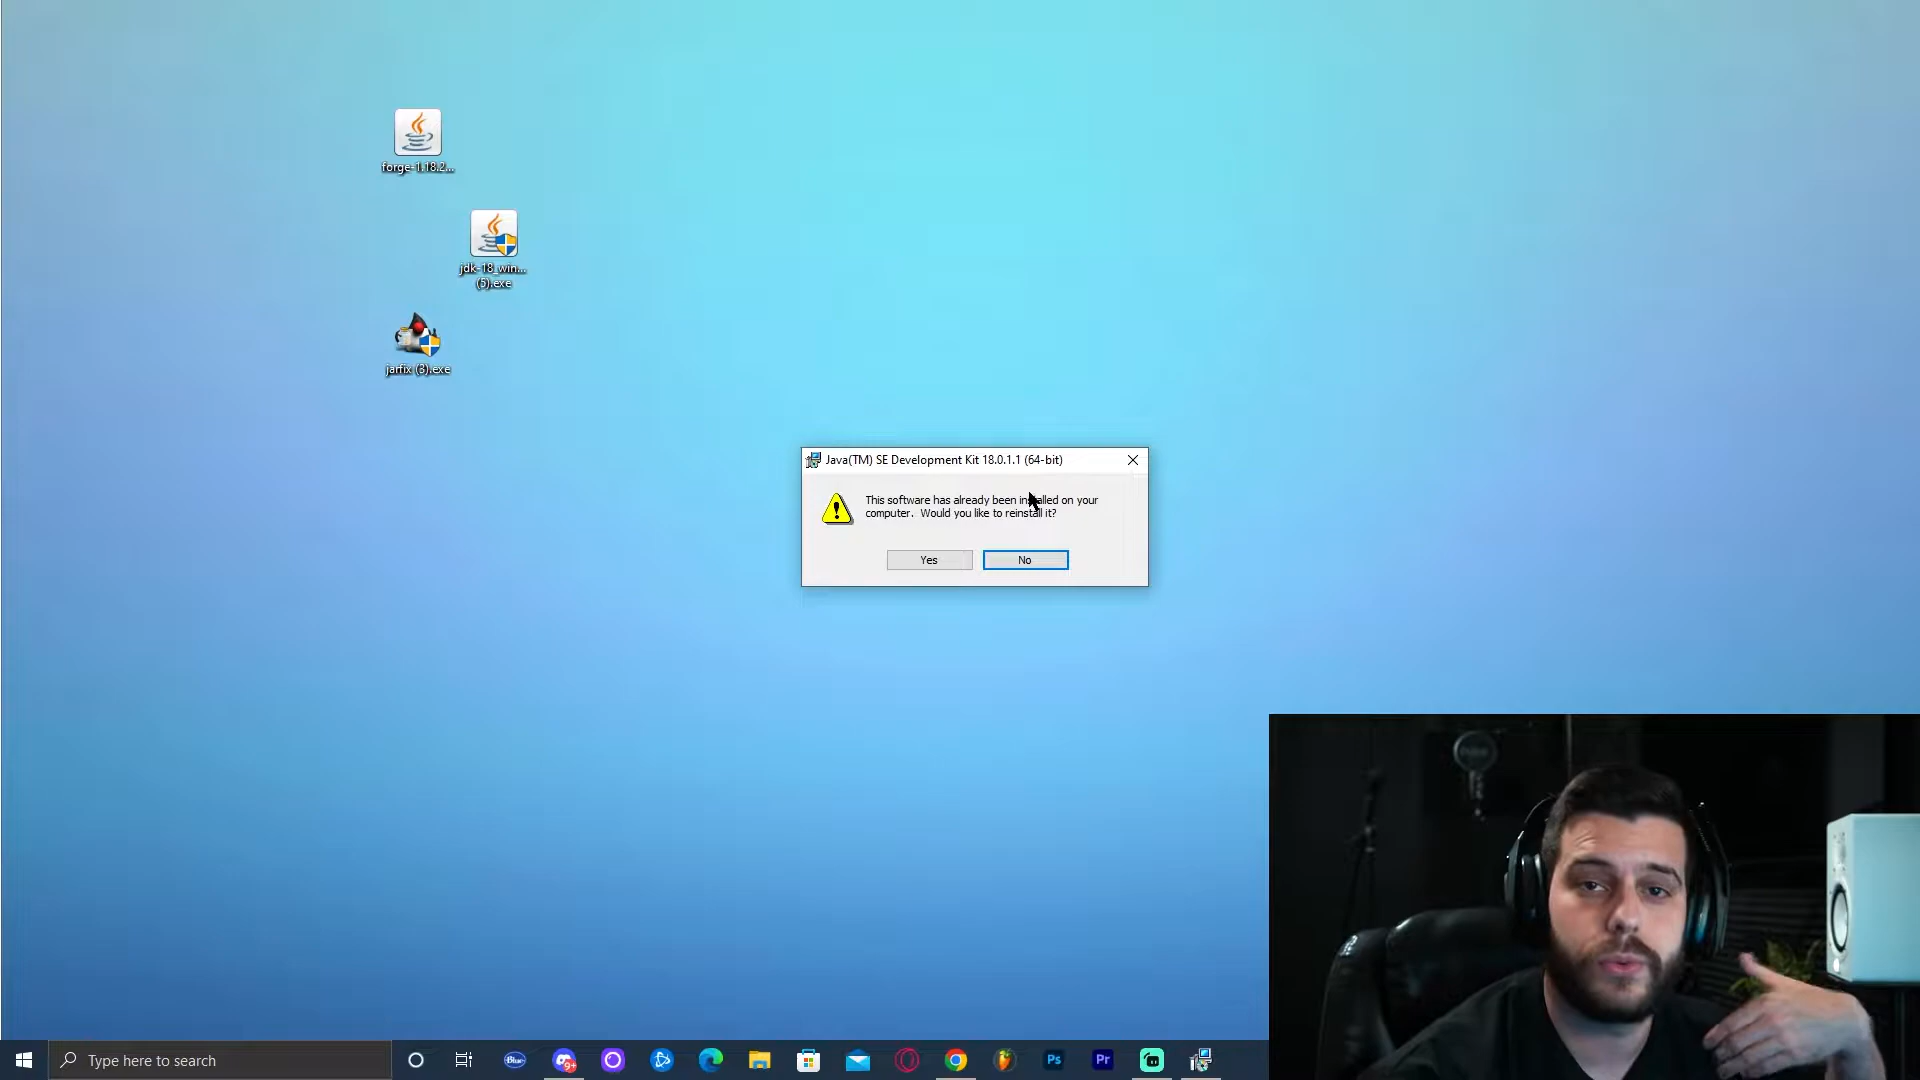 forge-1.18.2...
jdk-18_win...
(5).exe
jarfix (3).exe
Java(TM) SE Development Kit 18.0.1.1 (64-bit)
This software has already been installed on your
computer. Would you like to reinstall it?
Yes
No
Type here to search
Blue
9+
Ps
Pr